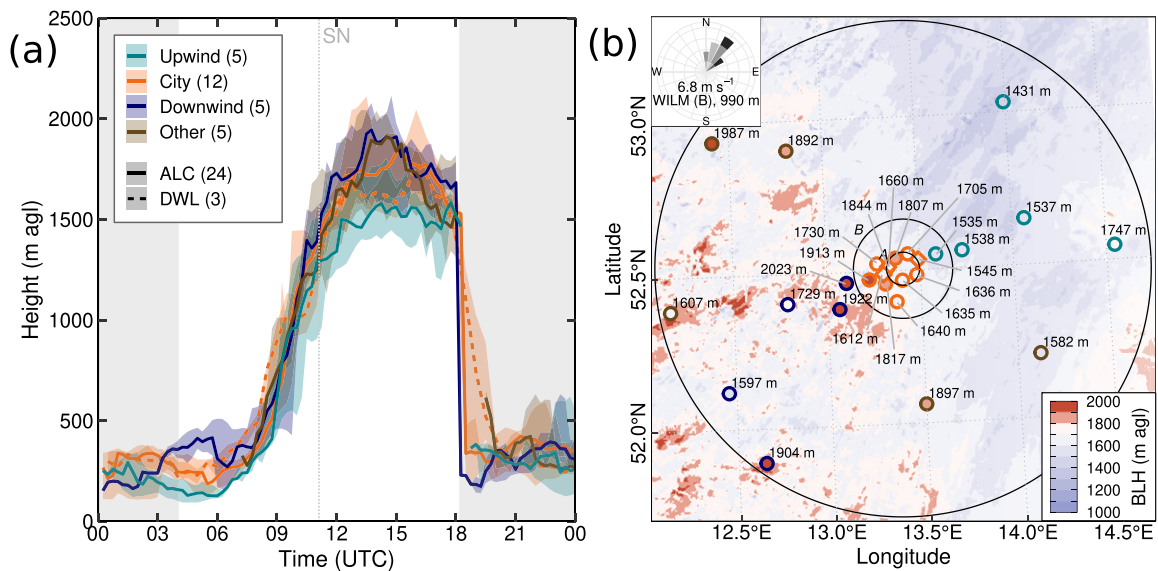 (a)
2500
2000
1500
1000
500
0
Height (m agl)
00
03
06
09
12
15
18
21
00
Time (UTC)
SN
Upwind (5)
City (12)
Downwind (5)
Other (5)
ALC (24)
DWL (3)
(b)
N
W
E
S
6.8 m s⁻¹
WILM (B), 990 m
1431 m
1987 m
1892 m
1660 m
1705 m
1844 m
1807 m
1537 m
1535 m
1730 m
B
A
1538 m
1747 m
1913 m
2023 m
1545 m
1729 m
1922 m
1636 m
1607 m
1635 m
1612 m
1640 m
1817 m
1582 m
1597 m
1897 m
1904 m
53.0°N
52.5°N
52.0°N
Latitude
12.5°E
13.0°E
13.5°E
14.0°E
14.5°E
Longitude
2000
1800
1600
1400
1200
1000
BLH (m agl)